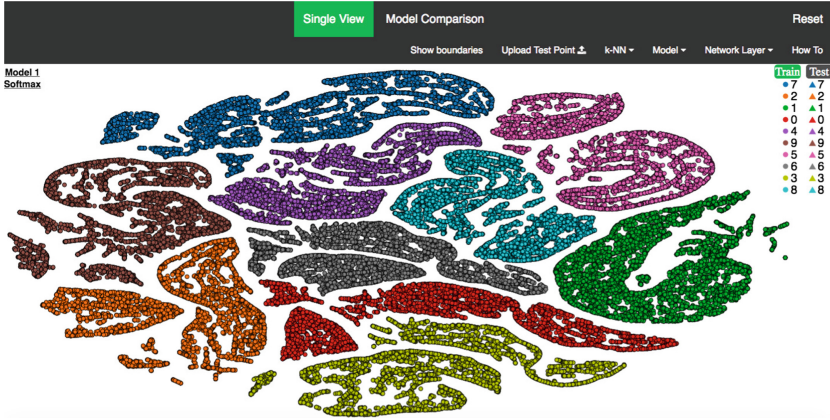 Single View Model Comparison Reset
Show boundaries Upload Test Point k-NN Model Network Layer How To
Model 1
Softmax
Train Test
7 7
2 2
1 1
0 0
4 4
9 9
5 5
6 6
3 3
8 8